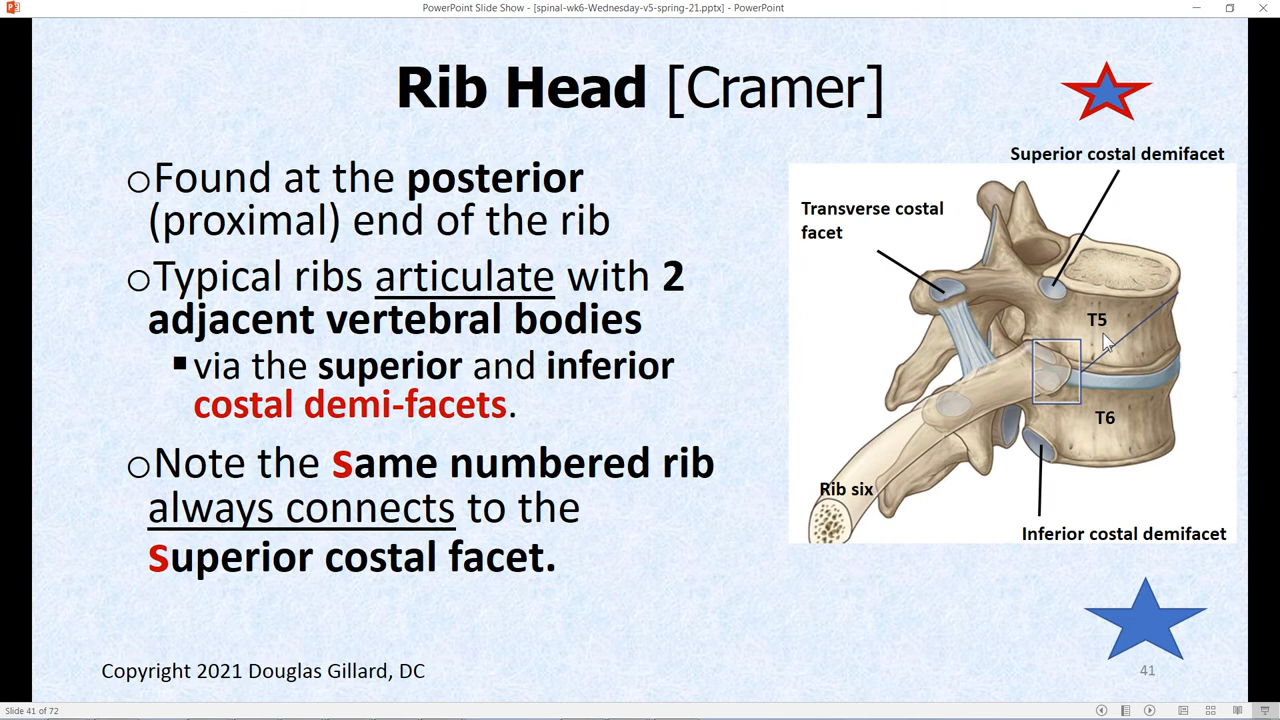 PowerPoint Slide Show - [spinal-wk6-Wednesday-v5-spring-21.pptx] - PowerPoint
Rib Head [Cramer]
Found at the posterior
(proximal) end of the rib
Typical ribs articulate with 2
adjacent vertebral bodies
via the superior and inferior
costal demi-facets.
Note the Same numbered rib
always connects to the
Superior costal facet.
Superior costal demifacet
Transverse costal
facet
T5
T6
Rib six
Inferior costal demifacet
Copyright 2021 Douglas Gillard, DC
41
Slide 41 of 72